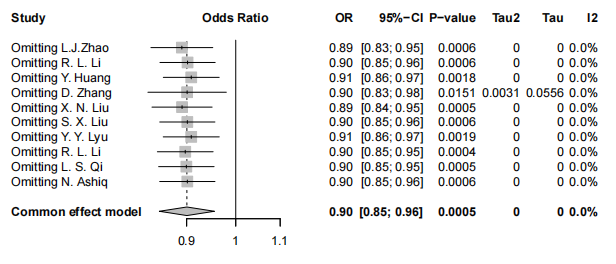 Study Odds Ratio OR 95%−CI P−value Tau2 Tau I2
Omitting L.J.Zhao 0.89 [0.83; 0.95] 0.0006 0 0 0.0%
Omitting R. L. Li 0.90 [0.85; 0.96] 0.0006 0 0 0.0%
Omitting Y. Huang 0.91 [0.86; 0.97] 0.0018 0 0 0.0%
Omitting D. Zhang 0.90 [0.83; 0.98] 0.0151 0.0031 0.0556 0.0%
Omitting X. N. Liu 0.89 [0.84; 0.95] 0.0005 0 0 0.0%
Omitting S. X. Liu 0.90 [0.85; 0.96] 0.0006 0 0 0.0%
Omitting Y. Y. Lyu 0.91 [0.86; 0.97] 0.0019 0 0 0.0%
Omitting R. L. Li 0.90 [0.85; 0.95] 0.0004 0 0 0.0%
Omitting L. S. Qi 0.90 [0.85; 0.95] 0.0005 0 0 0.0%
Omitting N. Ashiq 0.90 [0.85; 0.96] 0.0006 0 0 0.0%
Common effect model 0.90 [0.85; 0.96] 0.0005 0 0 0.0%
0.9 1 1.1